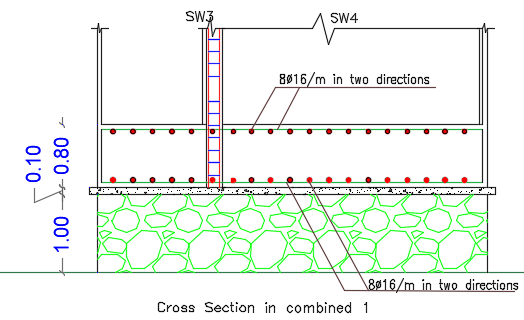 SW3
SW4
8ø16/m in two directions
0.10
0.80
1.00
8ø16/m in two directions
Cross Section in combined 1